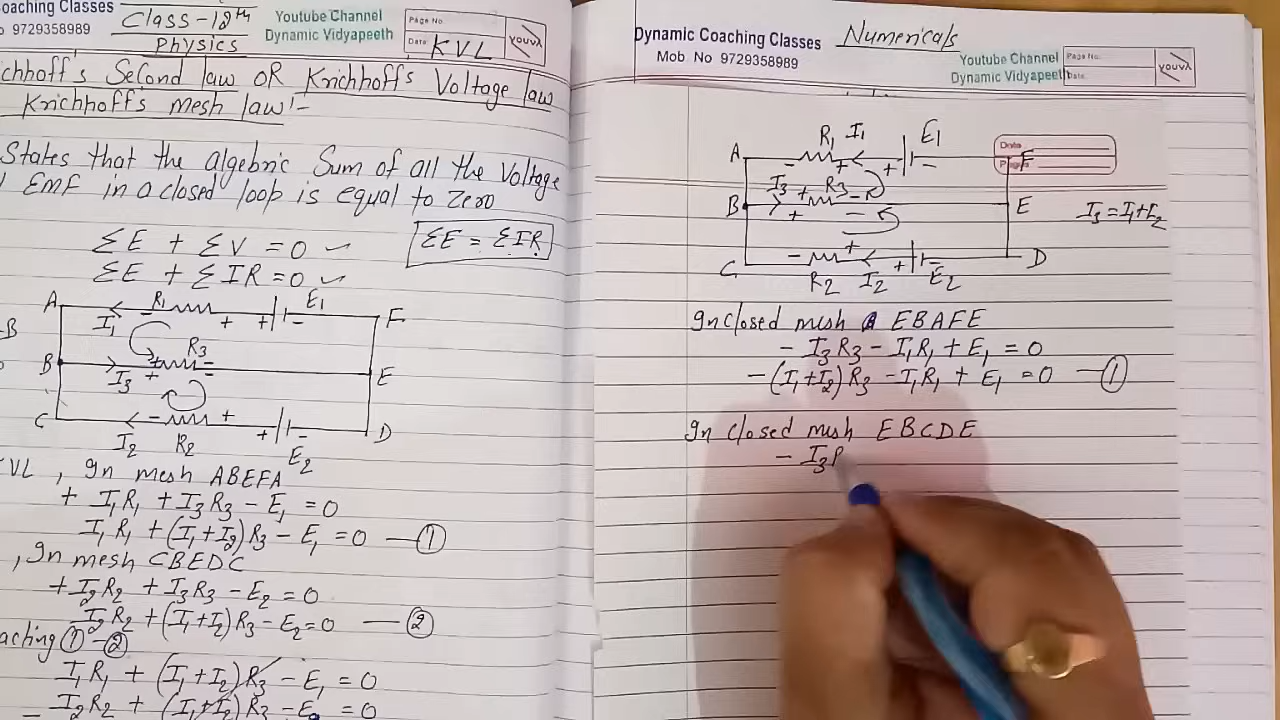 oaching Classes
9729358989
Class-12th
Physics
Youtube Channel
Dynamic Vidyapeeth
Page No.
Date: KVL
youva
chhoff's Second law OR Krichhoff's Voltage law
Krichhoff's mesh law:-
States that the algebric Sum of all the Voltage
EMF in a closed loop is equal to zero
ΣE + ΣV = 0
ΣE + ΣIR = 0
ΣE = ΣIR
A I₁ R₁ + + E₁ - F
B I₃ + R₃ = E
C I₂ - R₂ + + E₂ - D
-B
VL, In mesh ABEFA
+ I₁R₁ + I₃R₃ - E₁ = 0
I₁R₁ + (I₁+I₂)R₃ - E₁ = 0 — ①
, In mesh CBEDC
+I₂R₂ + I₃R₃ - E₂ = 0
I₂R₂ + (I₁+I₂)R₃ - E₂ = 0 — ②
aching ①-②
I₁R₁ + (I₁+I₂)R₃ - E₁ = 0
- I₂R₂ + (I₁+I₂)R₃ - E₂ = 0
Dynamic Coaching Classes
Mob. No 9729358989
Numericals
Youtube Channel
Dynamic Vidyapeeth
Page No.
Date:
youva
Date
A - R₁ + I₁ + E₁ - F
B I₃ + + R₃ - E
I₃ = I₁+I₂
C - R₂ + I₂ + E₂ D
In closed mesh EBAFE
- I₃R₃ - I₁R₁ + E₁ = 0
-(I₁+I₂)R₃ - I₁R₁ + E₁ = 0 — ①
In closed mesh EBCDE
- I₃R